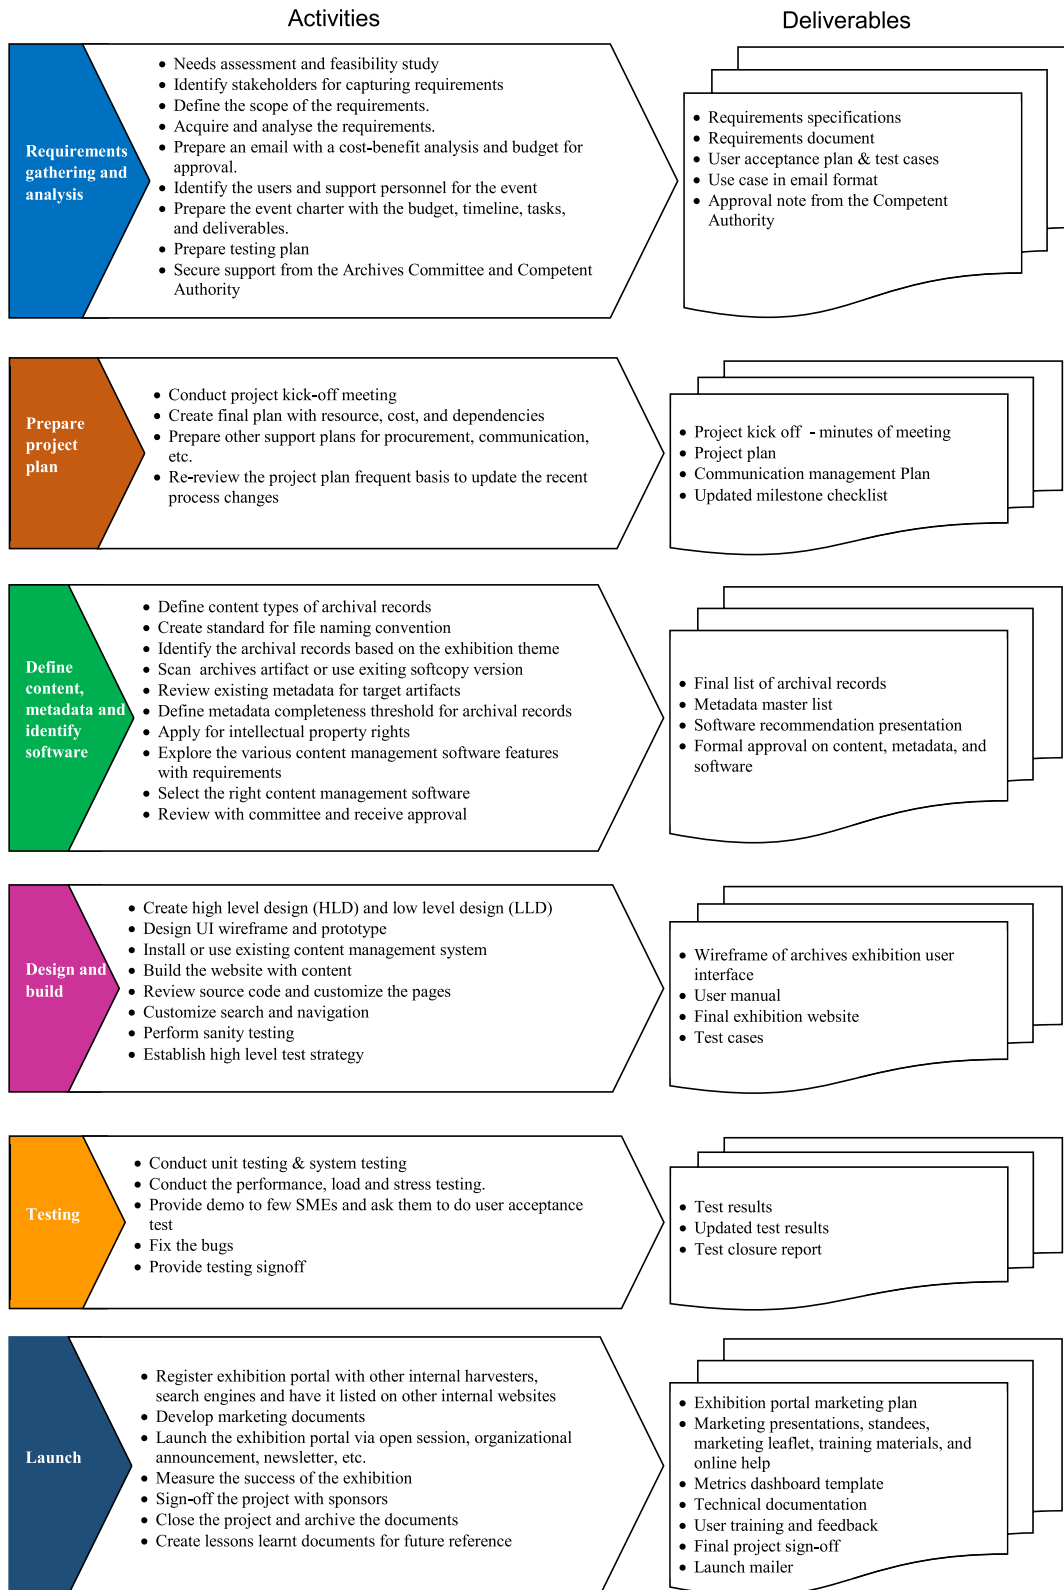 Activities
Deliverables
Requirements
gathering and
analysis
• Needs assessment and feasibility study
• Identify stakeholders for capturing requirements
• Define the scope of the requirements.
• Acquire and analyse the requirements.
• Prepare an email with a cost-benefit analysis and budget for
approval.
• Identify the users and support personnel for the event
• Prepare the event charter with the budget, timeline, tasks,
and deliverables.
• Prepare testing plan
• Secure support from the Archives Committee and Competent
Authority
• Requirements specifications
• Requirements document
• User acceptance plan & test cases
• Use case in email format
• Approval note from the Competent
Authority
Prepare
project
plan
• Conduct project kick-off meeting
• Create final plan with resource, cost, and dependencies
• Prepare other support plans for procurement, communication,
etc.
• Re-review the project plan frequent basis to update the recent
process changes
• Project kick off - minutes of meeting
• Project plan
• Communication management Plan
• Updated milestone checklist
Define
content,
metadata and
identify
software
• Define content types of archival records
• Create standard for file naming convention
• Identify the archival records based on the exhibition theme
• Scan archives artifact or use exiting softcopy version
• Review existing metadata for target artifacts
• Define metadata completeness threshold for archival records
• Apply for intellectual property rights
• Explore the various content management software features
with requirements
• Select the right content management software
• Review with committee and receive approval
• Final list of archival records
• Metadata master list
• Software recommendation presentation
• Formal approval on content, metadata, and
software
Design and
build
• Create high level design (HLD) and low level design (LLD)
• Design UI wireframe and prototype
• Install or use existing content management system
• Build the website with content
• Review source code and customize the pages
• Customize search and navigation
• Perform sanity testing
• Establish high level test strategy
• Wireframe of archives exhibition user
interface
• User manual
• Final exhibition website
• Test cases
Testing
• Conduct unit testing & system testing
• Conduct the performance, load and stress testing.
• Provide demo to few SMEs and ask them to do user acceptance
test
• Fix the bugs
• Provide testing signoff
• Test results
• Updated test results
• Test closure report
Launch
• Register exhibition portal with other internal harvesters,
search engines and have it listed on other internal websites
• Develop marketing documents
• Launch the exhibition portal via open session, organizational
announcement, newsletter, etc.
• Measure the success of the exhibition
• Sign-off the project with sponsors
• Close the project and archive the documents
• Create lessons learnt documents for future reference
• Exhibition portal marketing plan
• Marketing presentations, standees,
marketing leaflet, training materials, and
online help
• Metrics dashboard template
• Technical documentation
• User training and feedback
• Final project sign-off
• Launch mailer